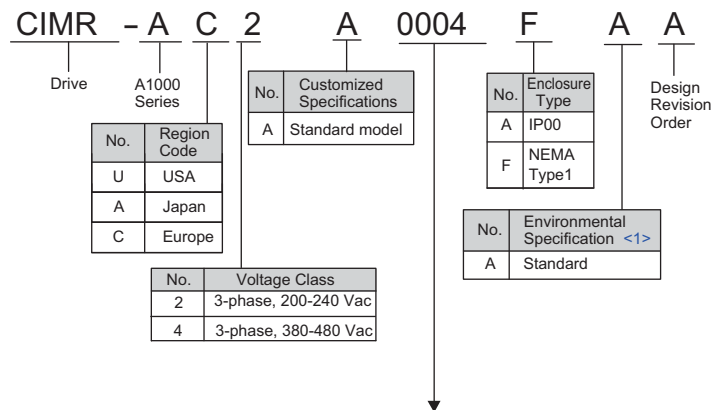 CIMR - A C 2 A 0004 F A A
Drive
A1000
Series
Design
Revision
Order
No. Customized
Specifications
A Standard model
No. Enclosure
Type
A IP00
F NEMA
Type1
No. Region
Code
U USA
A Japan
C Europe
No. Environmental
Specification <1>
A Standard
No. Voltage Class
2 3-phase, 200-240 Vac
4 3-phase, 380-480 Vac